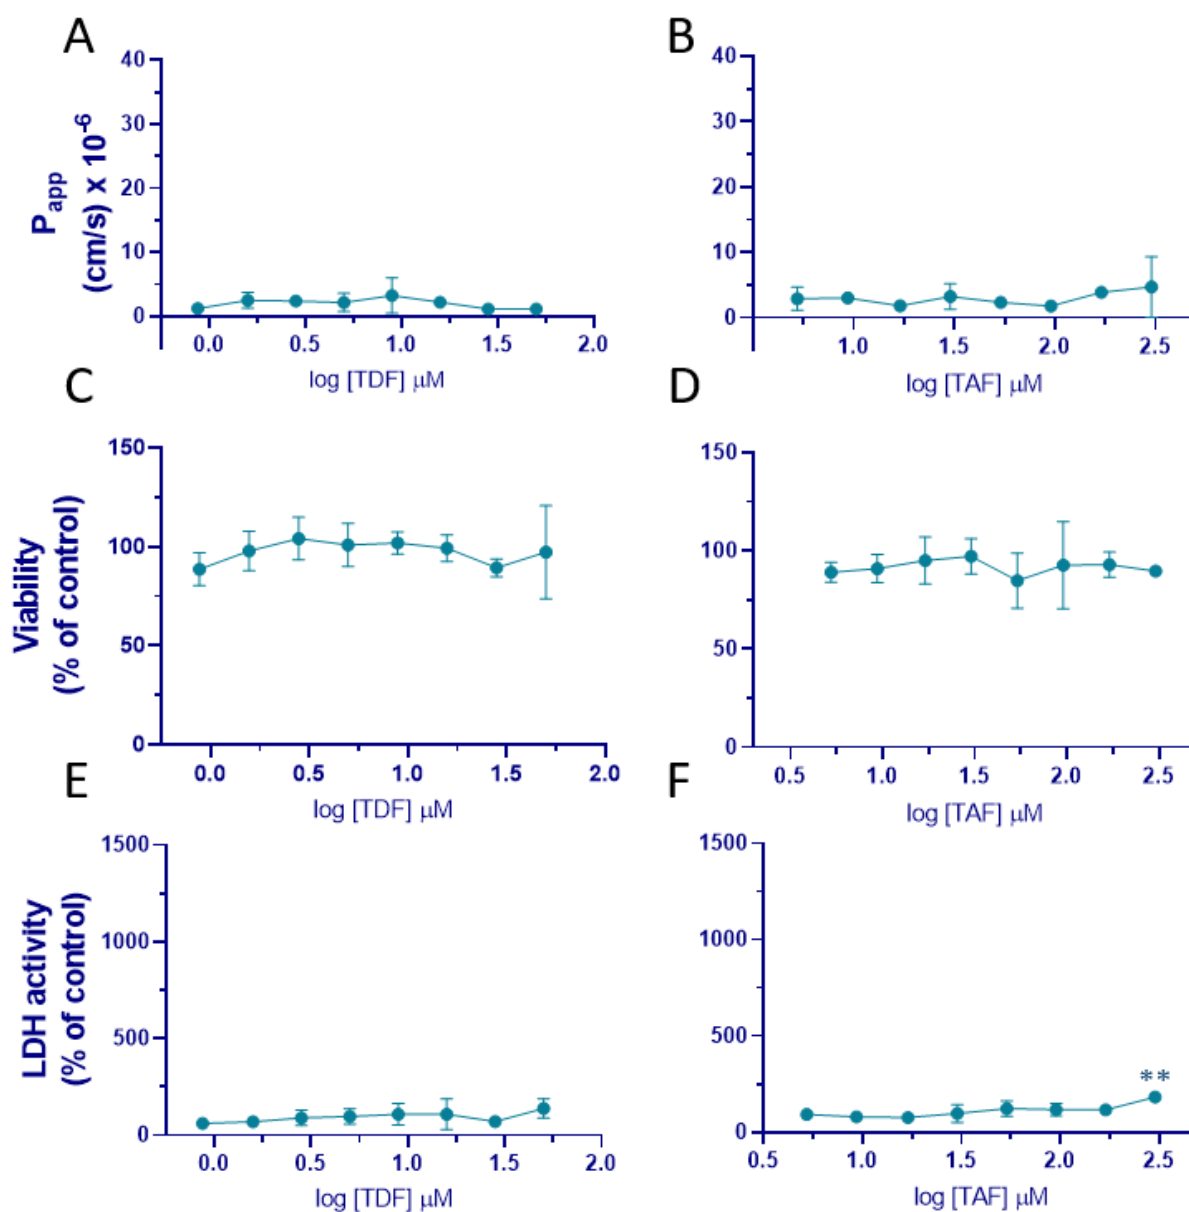 A
B
P_app
(cm/s) x 10^-6
40
30
20
10
0
0.0 0.5 1.0 1.5 2.0
log [TDF] μM
40
30
20
10
0
1.0 1.5 2.0 2.5
log [TAF] μM
C
D
Viability
(% of control)
150
100
50
0
0.0 0.5 1.0 1.5 2.0
log [TDF] μM
150
100
50
0
0.5 1.0 1.5 2.0 2.5
log [TAF] μM
E
F
LDH activity
(% of control)
1500
1000
500
0
0.0 0.5 1.0 1.5 2.0
log [TDF] μM
1500
1000
500
0
**
0.5 1.0 1.5 2.0 2.5
log [TAF] μM